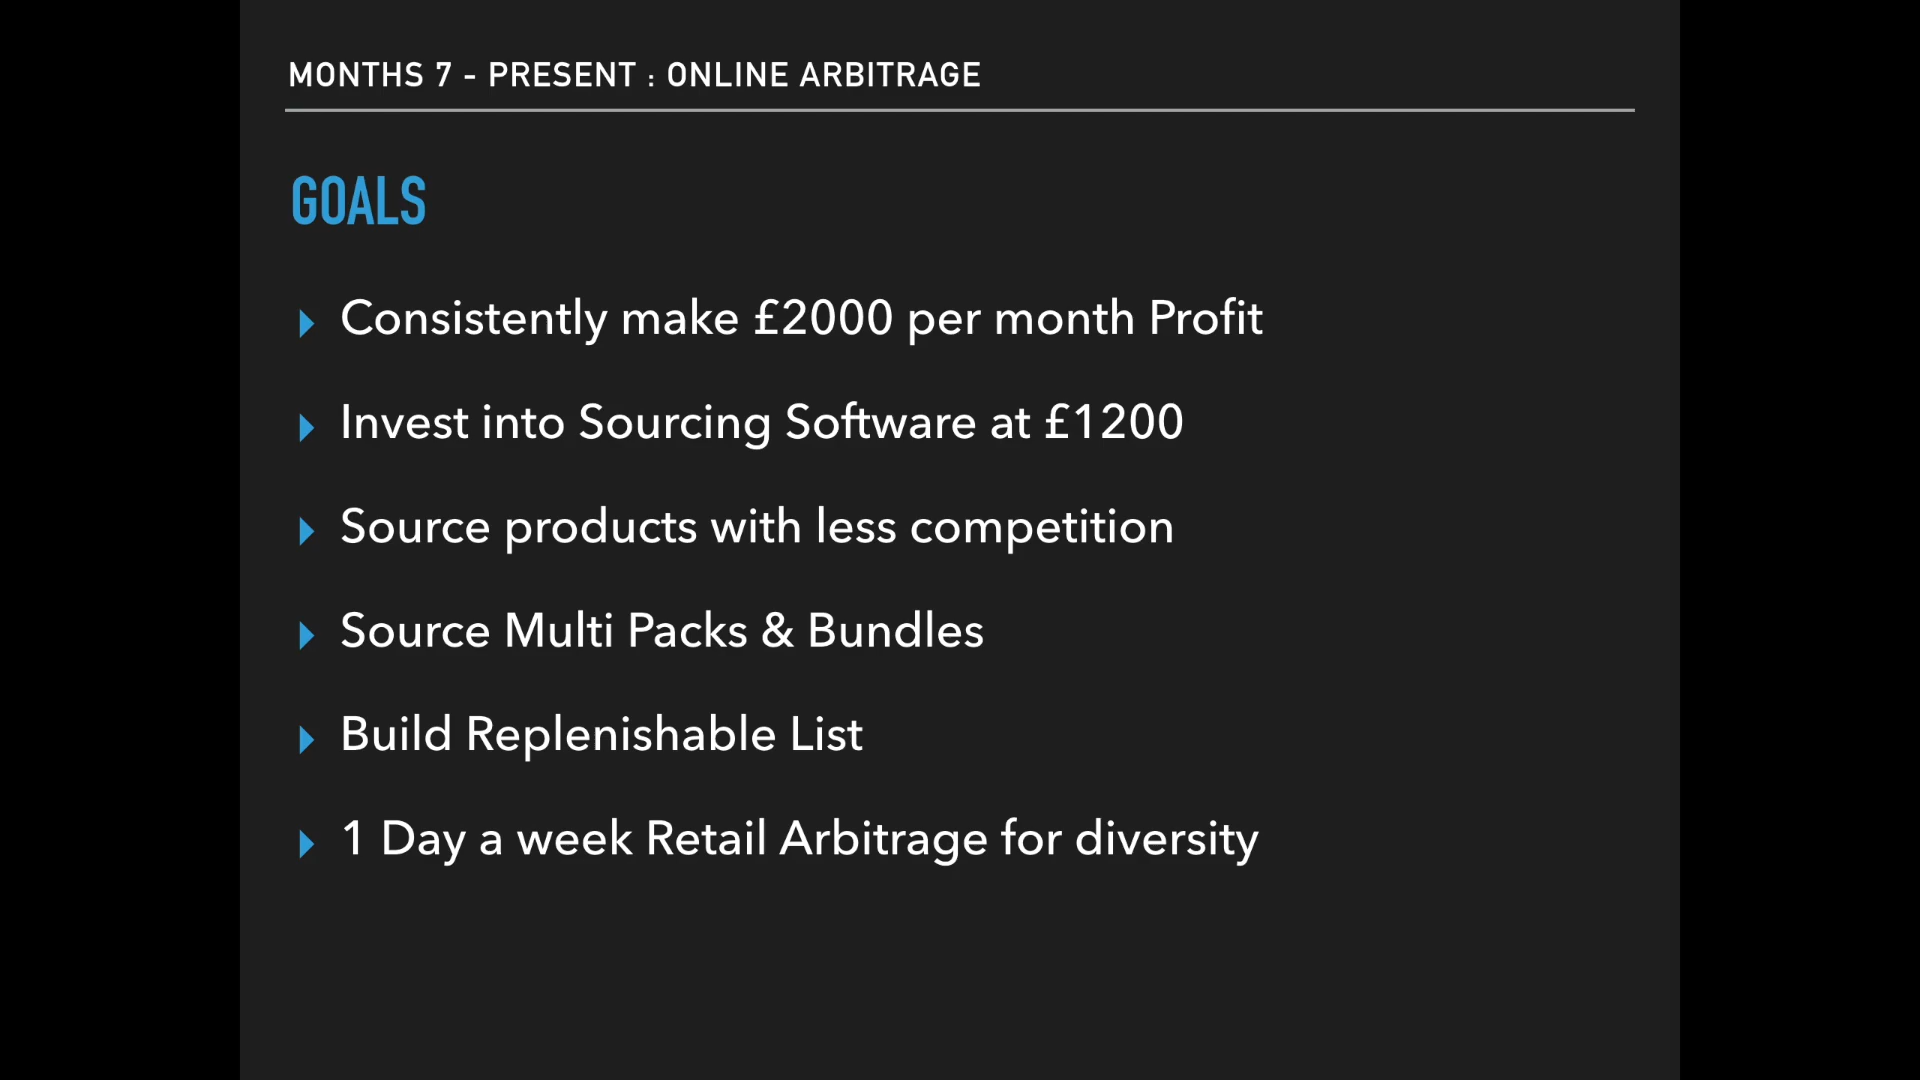 MONTHS 7 - PRESENT : ONLINE ARBITRAGE
GOALS
Consistently make £2000 per month Profit
Invest into Sourcing Software at £1200
Source products with less competition
Source Multi Packs & Bundles
Build Replenishable List
1 Day a week Retail Arbitrage for diversity